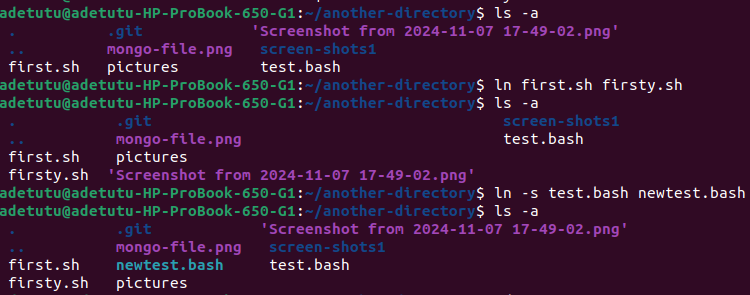 adetutu@adetutu-HP-ProBook-650-G1:~/another-directory$ ls -a
.            .git           'Screenshot from 2024-11-07 17-49-02.png'
..           mongo-file.png   screen-shots1
first.sh   pictures         test.bash
adetutu@adetutu-HP-ProBook-650-G1:~/another-directory$ ln first.sh firsty.sh
adetutu@adetutu-HP-ProBook-650-G1:~/another-directory$ ls -a
.            .git                                        screen-shots1
..           mongo-file.png                              test.bash
first.sh    pictures
firsty.sh  'Screenshot from 2024-11-07 17-49-02.png'
adetutu@adetutu-HP-ProBook-650-G1:~/another-directory$ ln -s test.bash newtest.bash
adetutu@adetutu-HP-ProBook-650-G1:~/another-directory$ ls -a
.            .git            'Screenshot from 2024-11-07 17-49-02.png'
..           mongo-file.png   screen-shots1
first.sh    newtest.bash     test.bash
firsty.sh   pictures